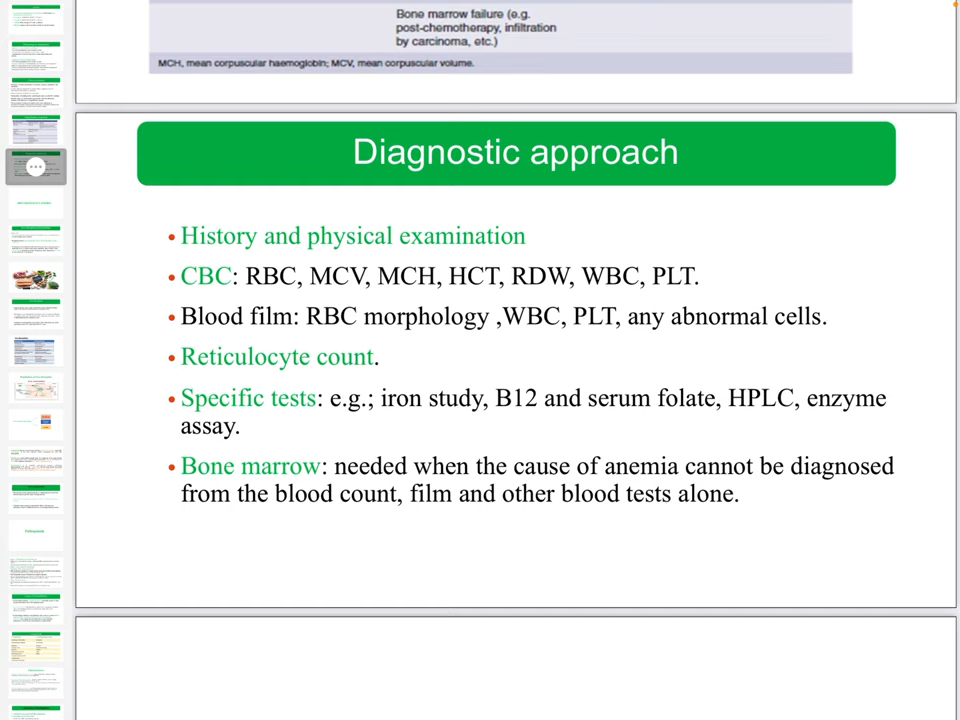 Bone marrow failure (e.g.
post-chemotherapy, infiltration
by carcinoma, etc.)
MCH, mean corpuscular haemoglobin; MCV, mean corpuscular volume.
Diagnostic approach
• History and physical examination
• CBC: RBC, MCV, MCH, HCT, RDW, WBC, PLT.
• Blood film: RBC morphology ,WBC, PLT, any abnormal cells.
• Reticulocyte count.
• Specific tests: e.g.; iron study, B12 and serum folate, HPLC, enzyme
assay.
• Bone marrow: needed when the cause of anemia cannot be diagnosed
from the blood count, film and other blood tests alone.